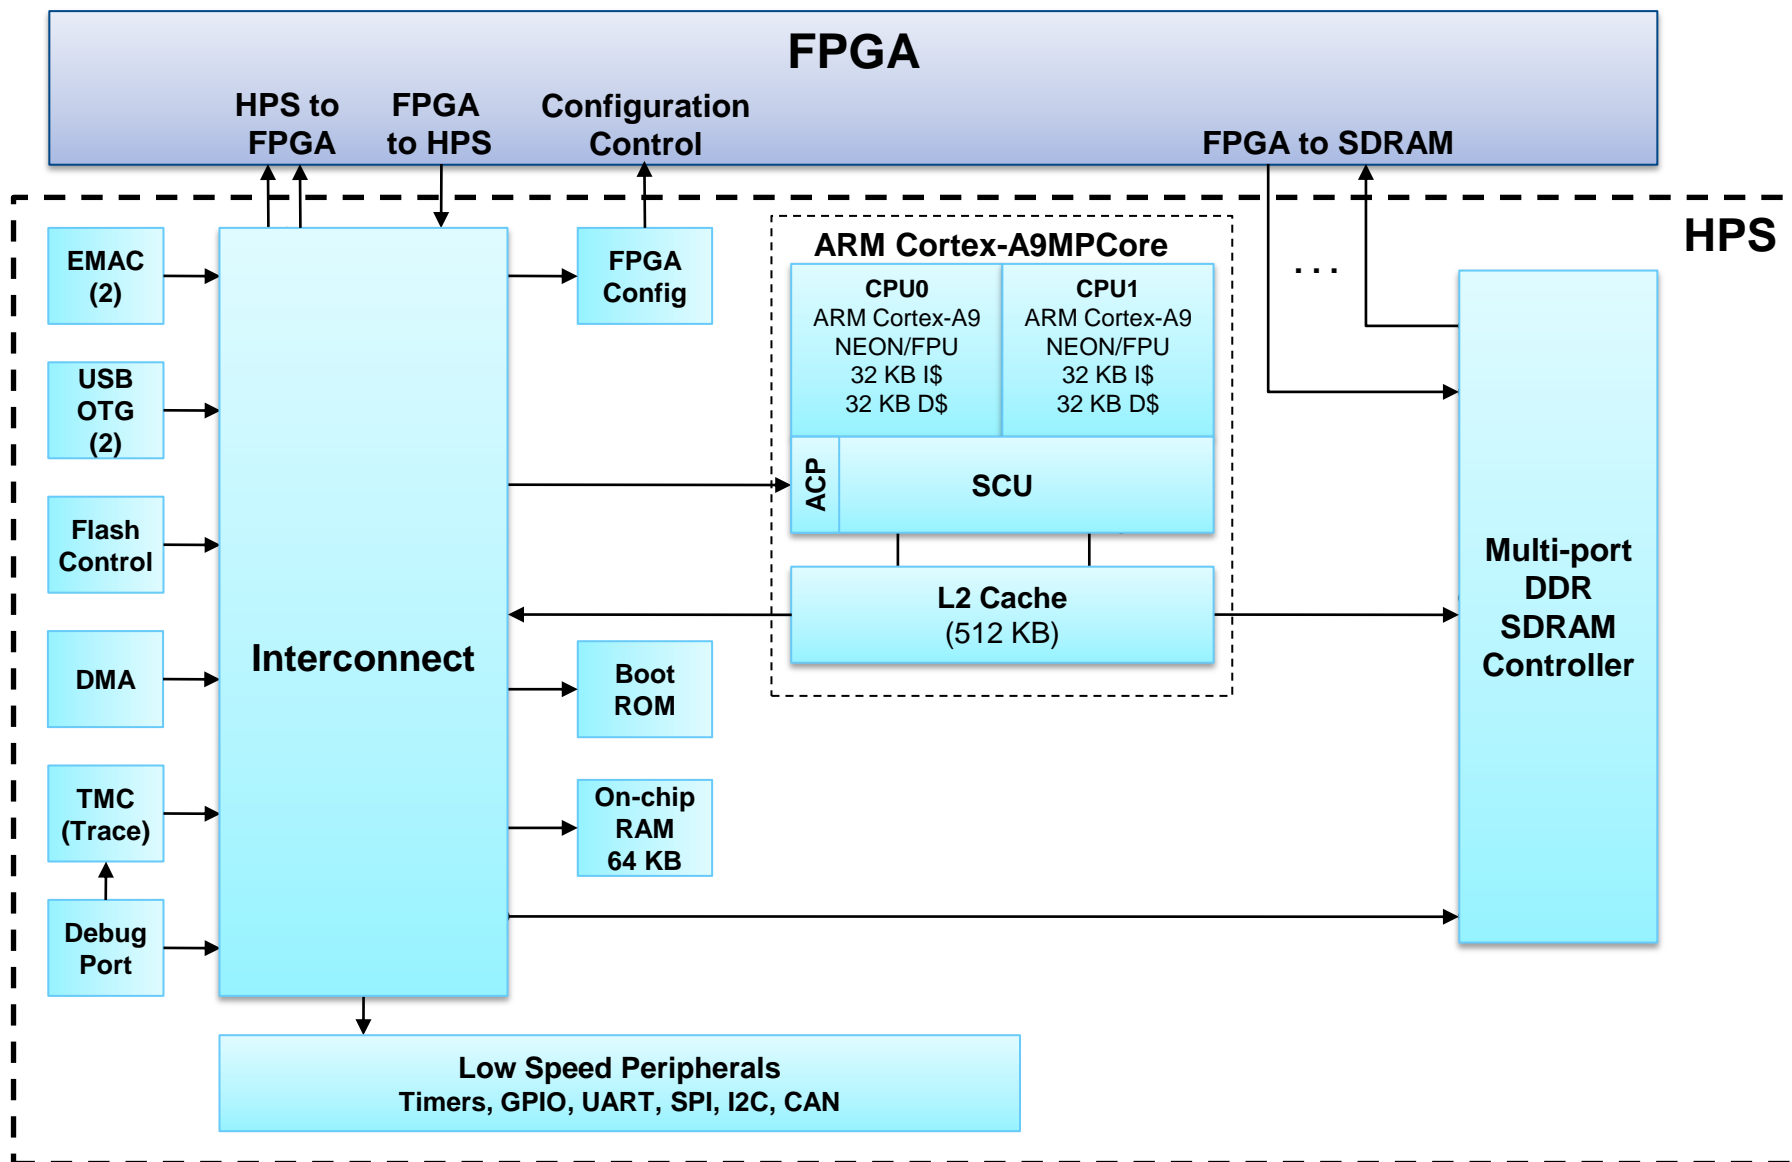 FPGA
HPS to
FPGA
FPGA
to HPS
Configuration
Control
FPGA to SDRAM
HPS
EMAC
(2)
USB
OTG
(2)
Flash
Control
DMA
TMC
(Trace)
Debug
Port
Interconnect
FPGA
Config
ARM Cortex-A9MPCore
CPU0
ARM Cortex-A9
NEON/FPU
32 KB I$
32 KB D$
CPU1
ARM Cortex-A9
NEON/FPU
32 KB I$
32 KB D$
ACP
SCU
L2 Cache
(512 KB)
Boot
ROM
On-chip
RAM
64 KB
. . .
Multi-port
DDR
SDRAM
Controller
Low Speed Peripherals
Timers, GPIO, UART, SPI, I2C, CAN